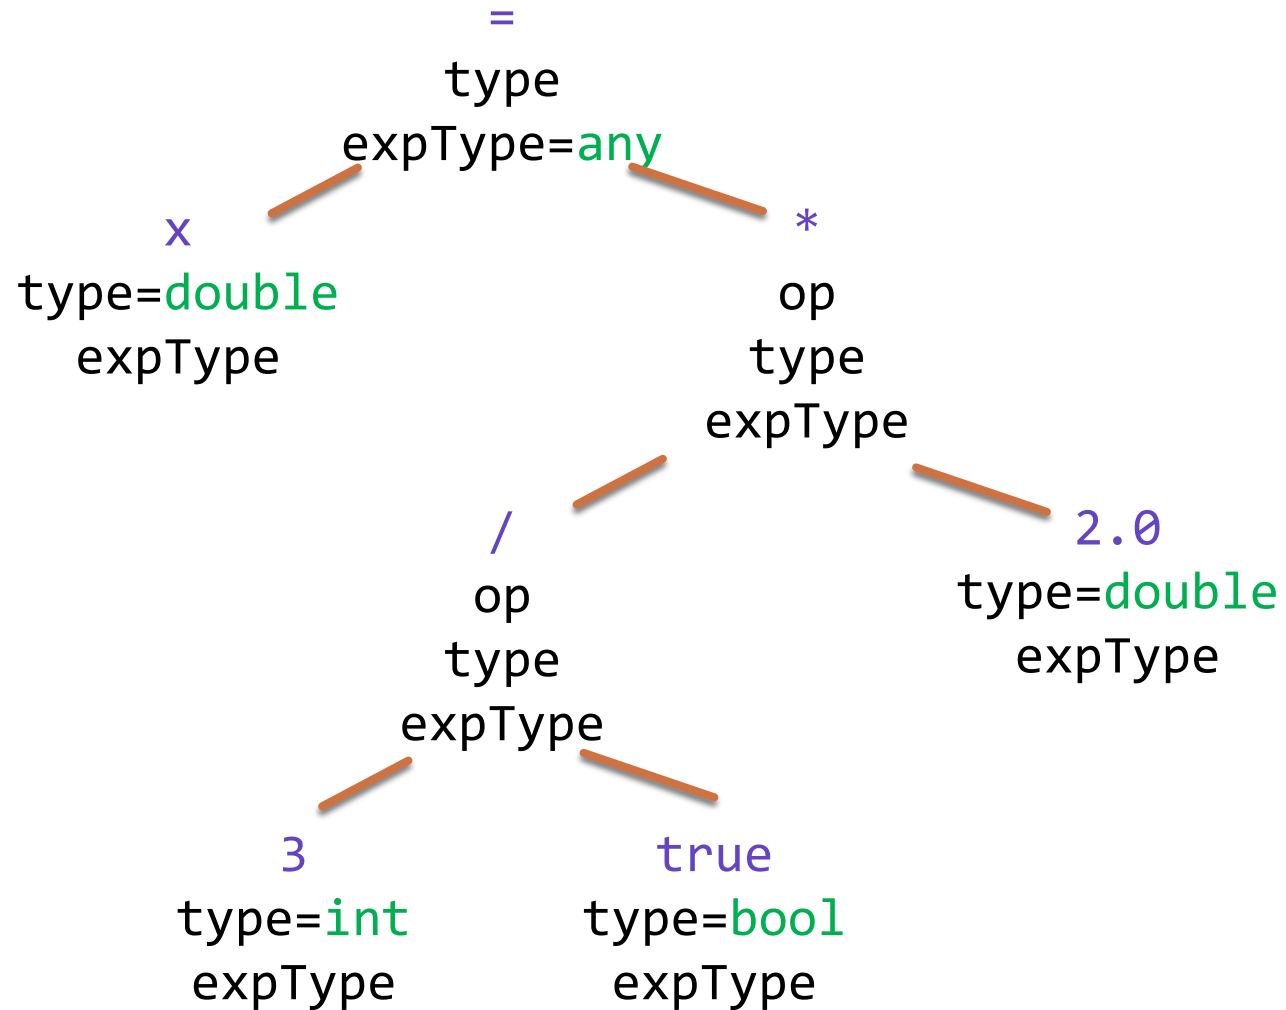 =
type
expType=any
x
type=double
expType
*
op
type
expType
/
op
type
expType
2.0
type=double
expType
3
type=int
expType
true
type=bool
expType